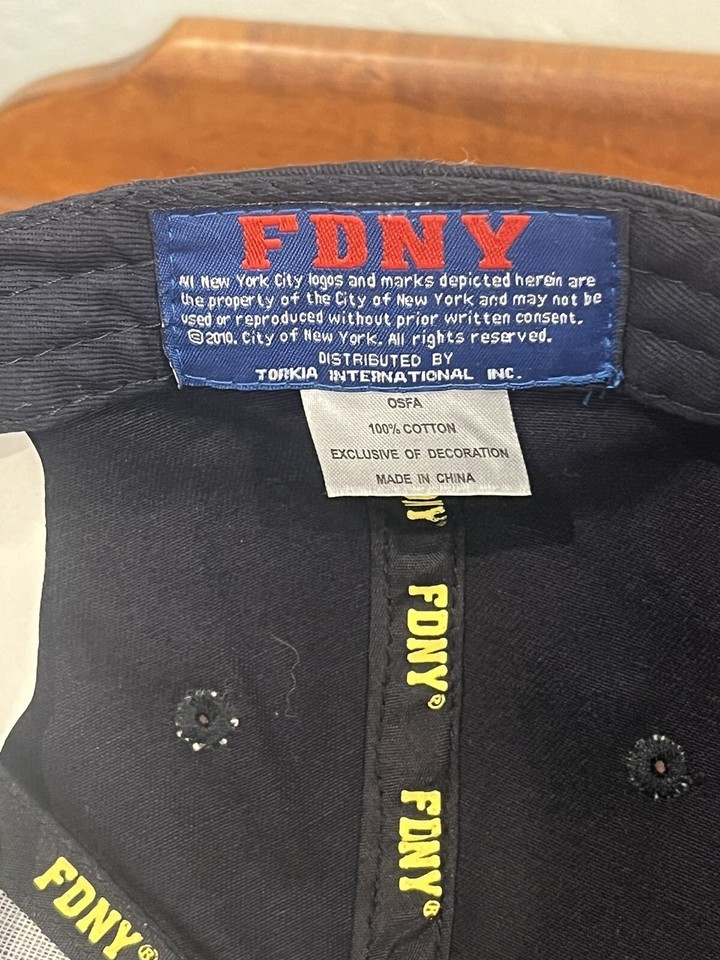 FDNY
All New York City logos and marks depicted herein are
the property of the City of New York and may not be
used or reproduced without prior written consent.
©2010. City of New York. All rights reserved.
DISTRIBUTED BY
TORKIA INTERNATIONAL INC.
OSFA
100% COTTON
EXCLUSIVE OF DECORATION
MADE IN CHINA
NY
FDNY®
FDNY®
FDNY®